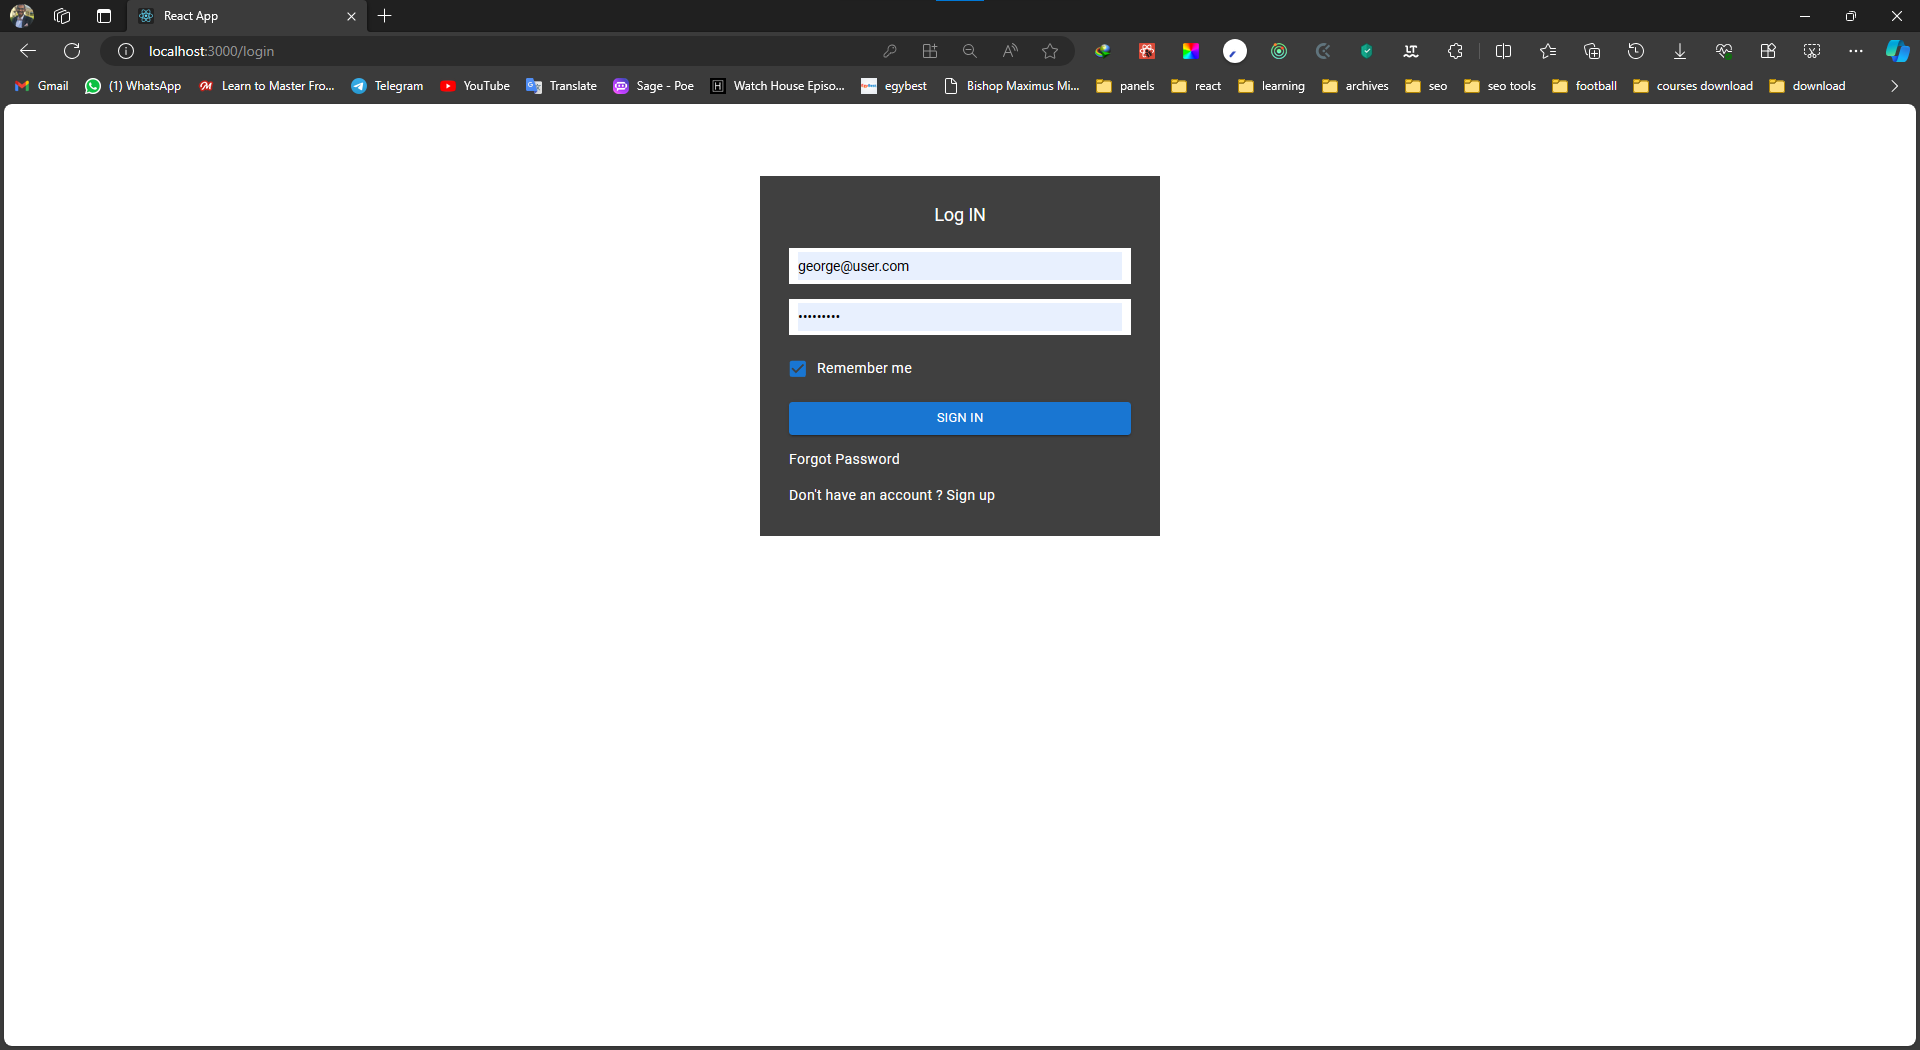 React App
localhost:3000/login
Gmail (1) WhatsApp Learn to Master Fro... Telegram YouTube Translate Sage - Poe Watch House Episo... egybest Bishop Maximus Mi... panels react learning archives seo seo tools football courses download download
Log IN
george@user.com
•••••••••
Remember me
SIGN IN
Forgot Password
Don't have an account ? Sign up